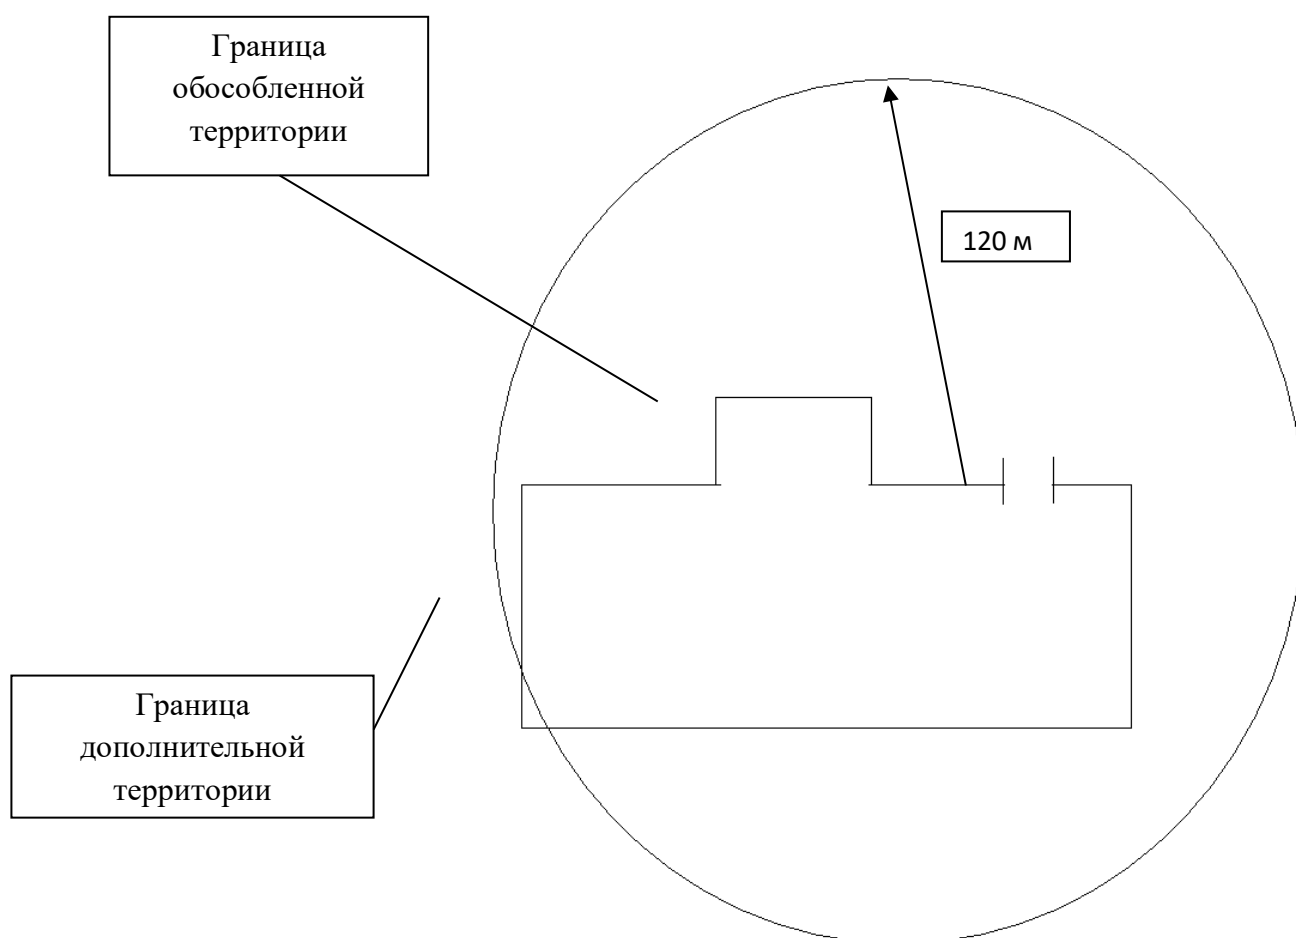 Граница
обособленной
территории
120 м
Граница
дополнительной
территории